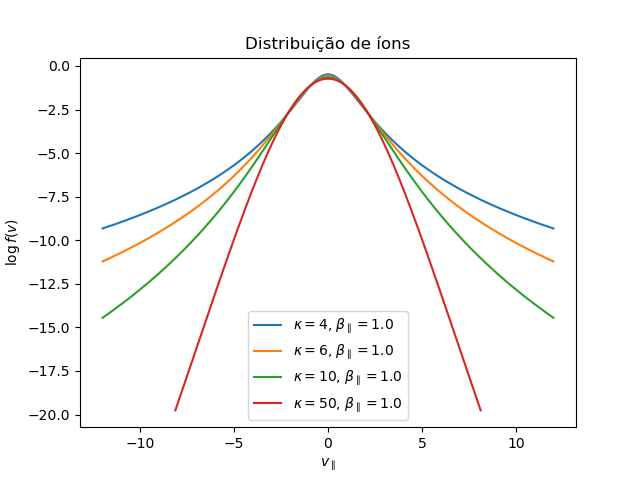 Distribuição de íons
log f(v)
0.0
−2.5
−5.0
−7.5
−10.0
−12.5
−15.0
−17.5
−20.0
κ = 4, β∥ = 1.0
κ = 6, β∥ = 1.0
κ = 10, β∥ = 1.0
κ = 50, β∥ = 1.0
−10
−5
0
5
10
v∥